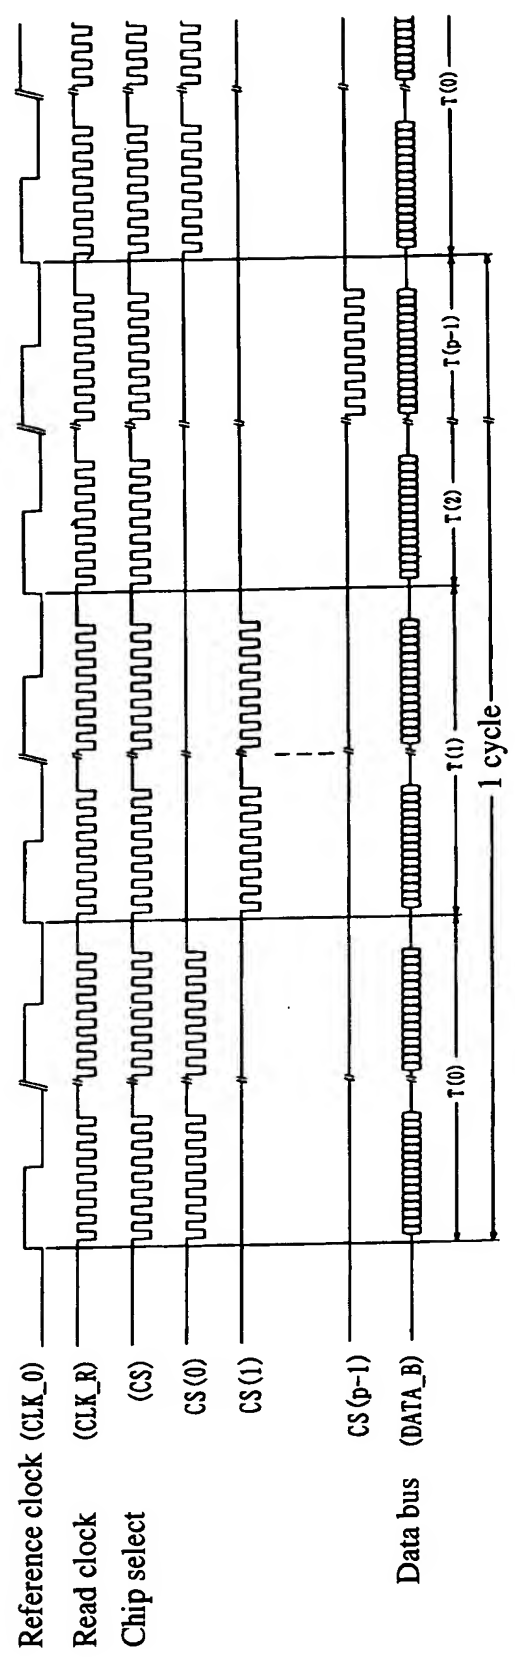 Reference clock (CLK_0)
Read clock (CLK_R)
Chip select (CS)
CS(0)
CS(1)
CS(p-1)
Data bus (DATA_B)
T(0) T(1) T(2) T(p-1) T(0)
1 cycle